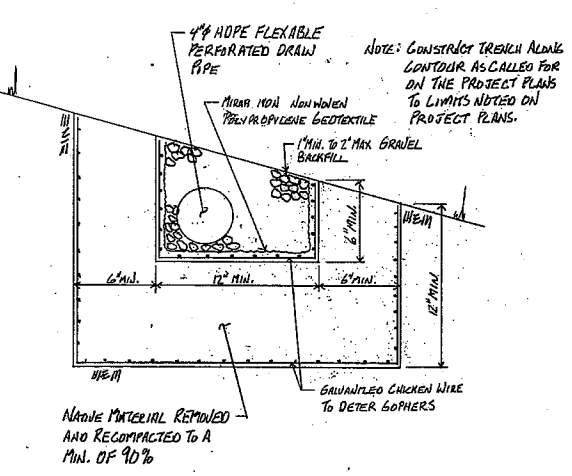 4"ø HDPE FLEXABLE
PERFORATED DRAW
PIPE
NOTE: CONSTRUCT TRENCH ALONG
CONTOUR AS CALLED FOR
ON THE PROJECT PLANS
TO LIMITS NOTED ON
PROJECT PLANS.
NON WOVEN
POLYPROPYLENE GEOTEXTILE
1" MIN. TO 2" MAX GRAVEL
BACKFILL
6" MIN.
6" MIN.
12" MIN.
6" MIN.
12" MIN.
GALVANIZED CHICKEN WIRE
TO DETER GOPHERS
NATIVE MATERIAL REMOVED
AND RECOMPACTED TO A
MIN. OF 90%